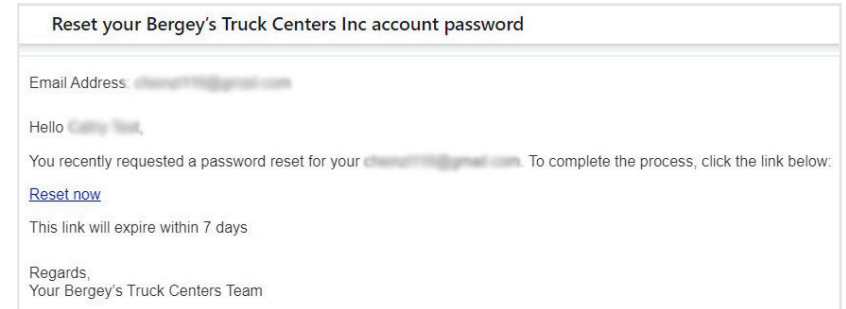 Reset your Bergey's Truck Centers Inc account password
Email Address:
Hello
You recently requested a password reset for your . To complete the process, click the link below:
Reset now
This link will expire within 7 days
Regards,
Your Bergey's Truck Centers Team